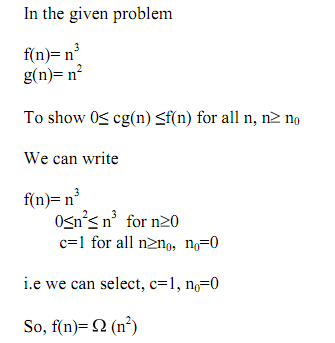 In the given problem
f(n)= n³
g(n)= n²
To show 0≤ cg(n) ≤f(n) for all n, n≥ n₀
We can write
f(n)= n³
0≤n²≤ n³ for n≥0
c=1 for all n≥n₀, n₀=0
i.e we can select, c=1, n₀=0
So, f(n)= Ω (n²)